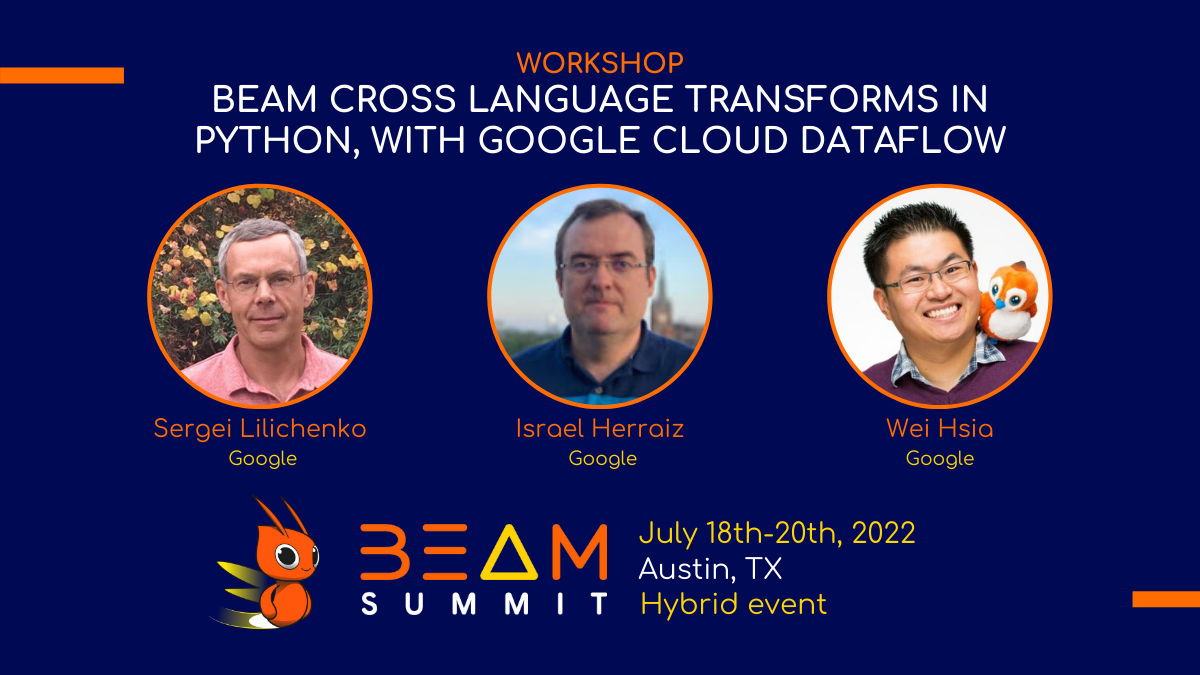 WORKSHOP
BEAM CROSS LANGUAGE TRANSFORMS IN
PYTHON, WITH GOOGLE CLOUD DATAFLOW
Sergei Lilichenko
Google
Israel Herraiz
Google
Wei Hsia
Google
BEAM
SUMMIT
July 18th-20th, 2022
Austin, TX
Hybrid event